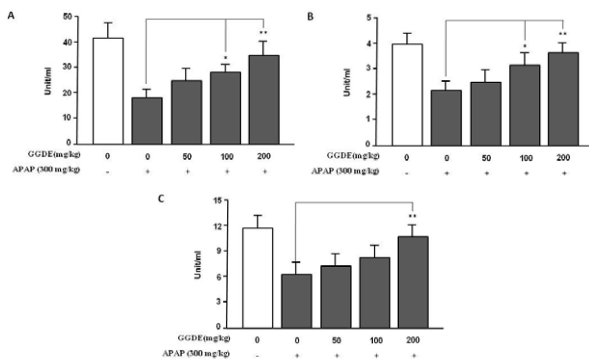 A
50
40
30
20
10
0
Unit/ml
*
**
GGDE(mg/kg) 0 0 50 100 200
APAP (300 mg/kg) - + + + +
B
5
4
3
2
1
0
Unit/ml
*
**
GGDE(mg/kg) 0 0 50 100 200
APAP (300 mg/kg) - + + + +
C
12
9
6
3
0
Unit/ml
**
GGDE(mg/kg) 0 0 50 100 200
APAP (300 mg/kg) - + + + +